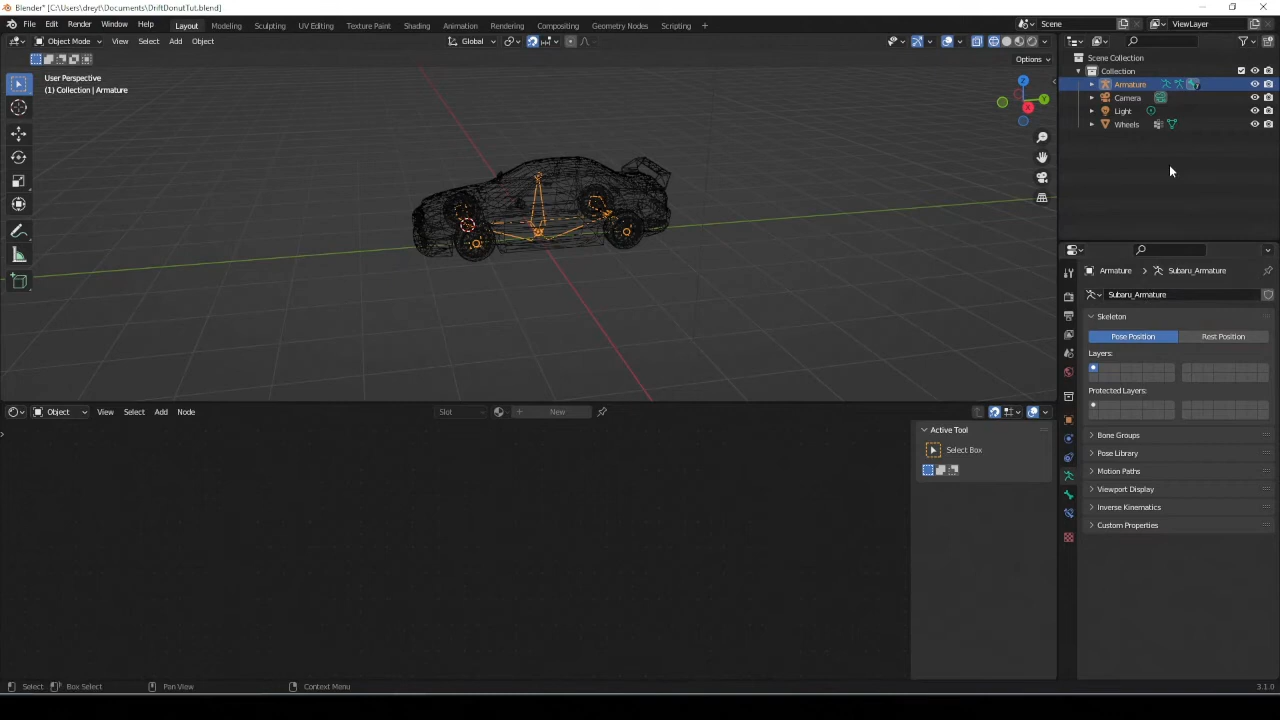 Blender* [C:\Users\dreyt\Documents\DriftDonutTut.blend]
File Edit Render Window Help Layout Modeling Sculpting UV Editing Texture Paint Shading Animation Rendering Compositing Geometry Nodes Scripting + Scene ViewLayer
Object Mode View Select Add Object Global
Options
User Perspective
(1) Collection | Armature
Z
Y
X
Scene Collection
Collection
Armature
Camera
Light
Wheels
Armature > Subaru_Armature
Subaru_Armature
Skeleton
Pose Position Rest Position
Layers:
Protected Layers:
Bone Groups
Pose Library
Motion Paths
Viewport Display
Inverse Kinematics
Custom Properties
Object View Select Add Node Slot + New
Active Tool
Select Box
Select Box Select Pan View Context Menu 3.1.0